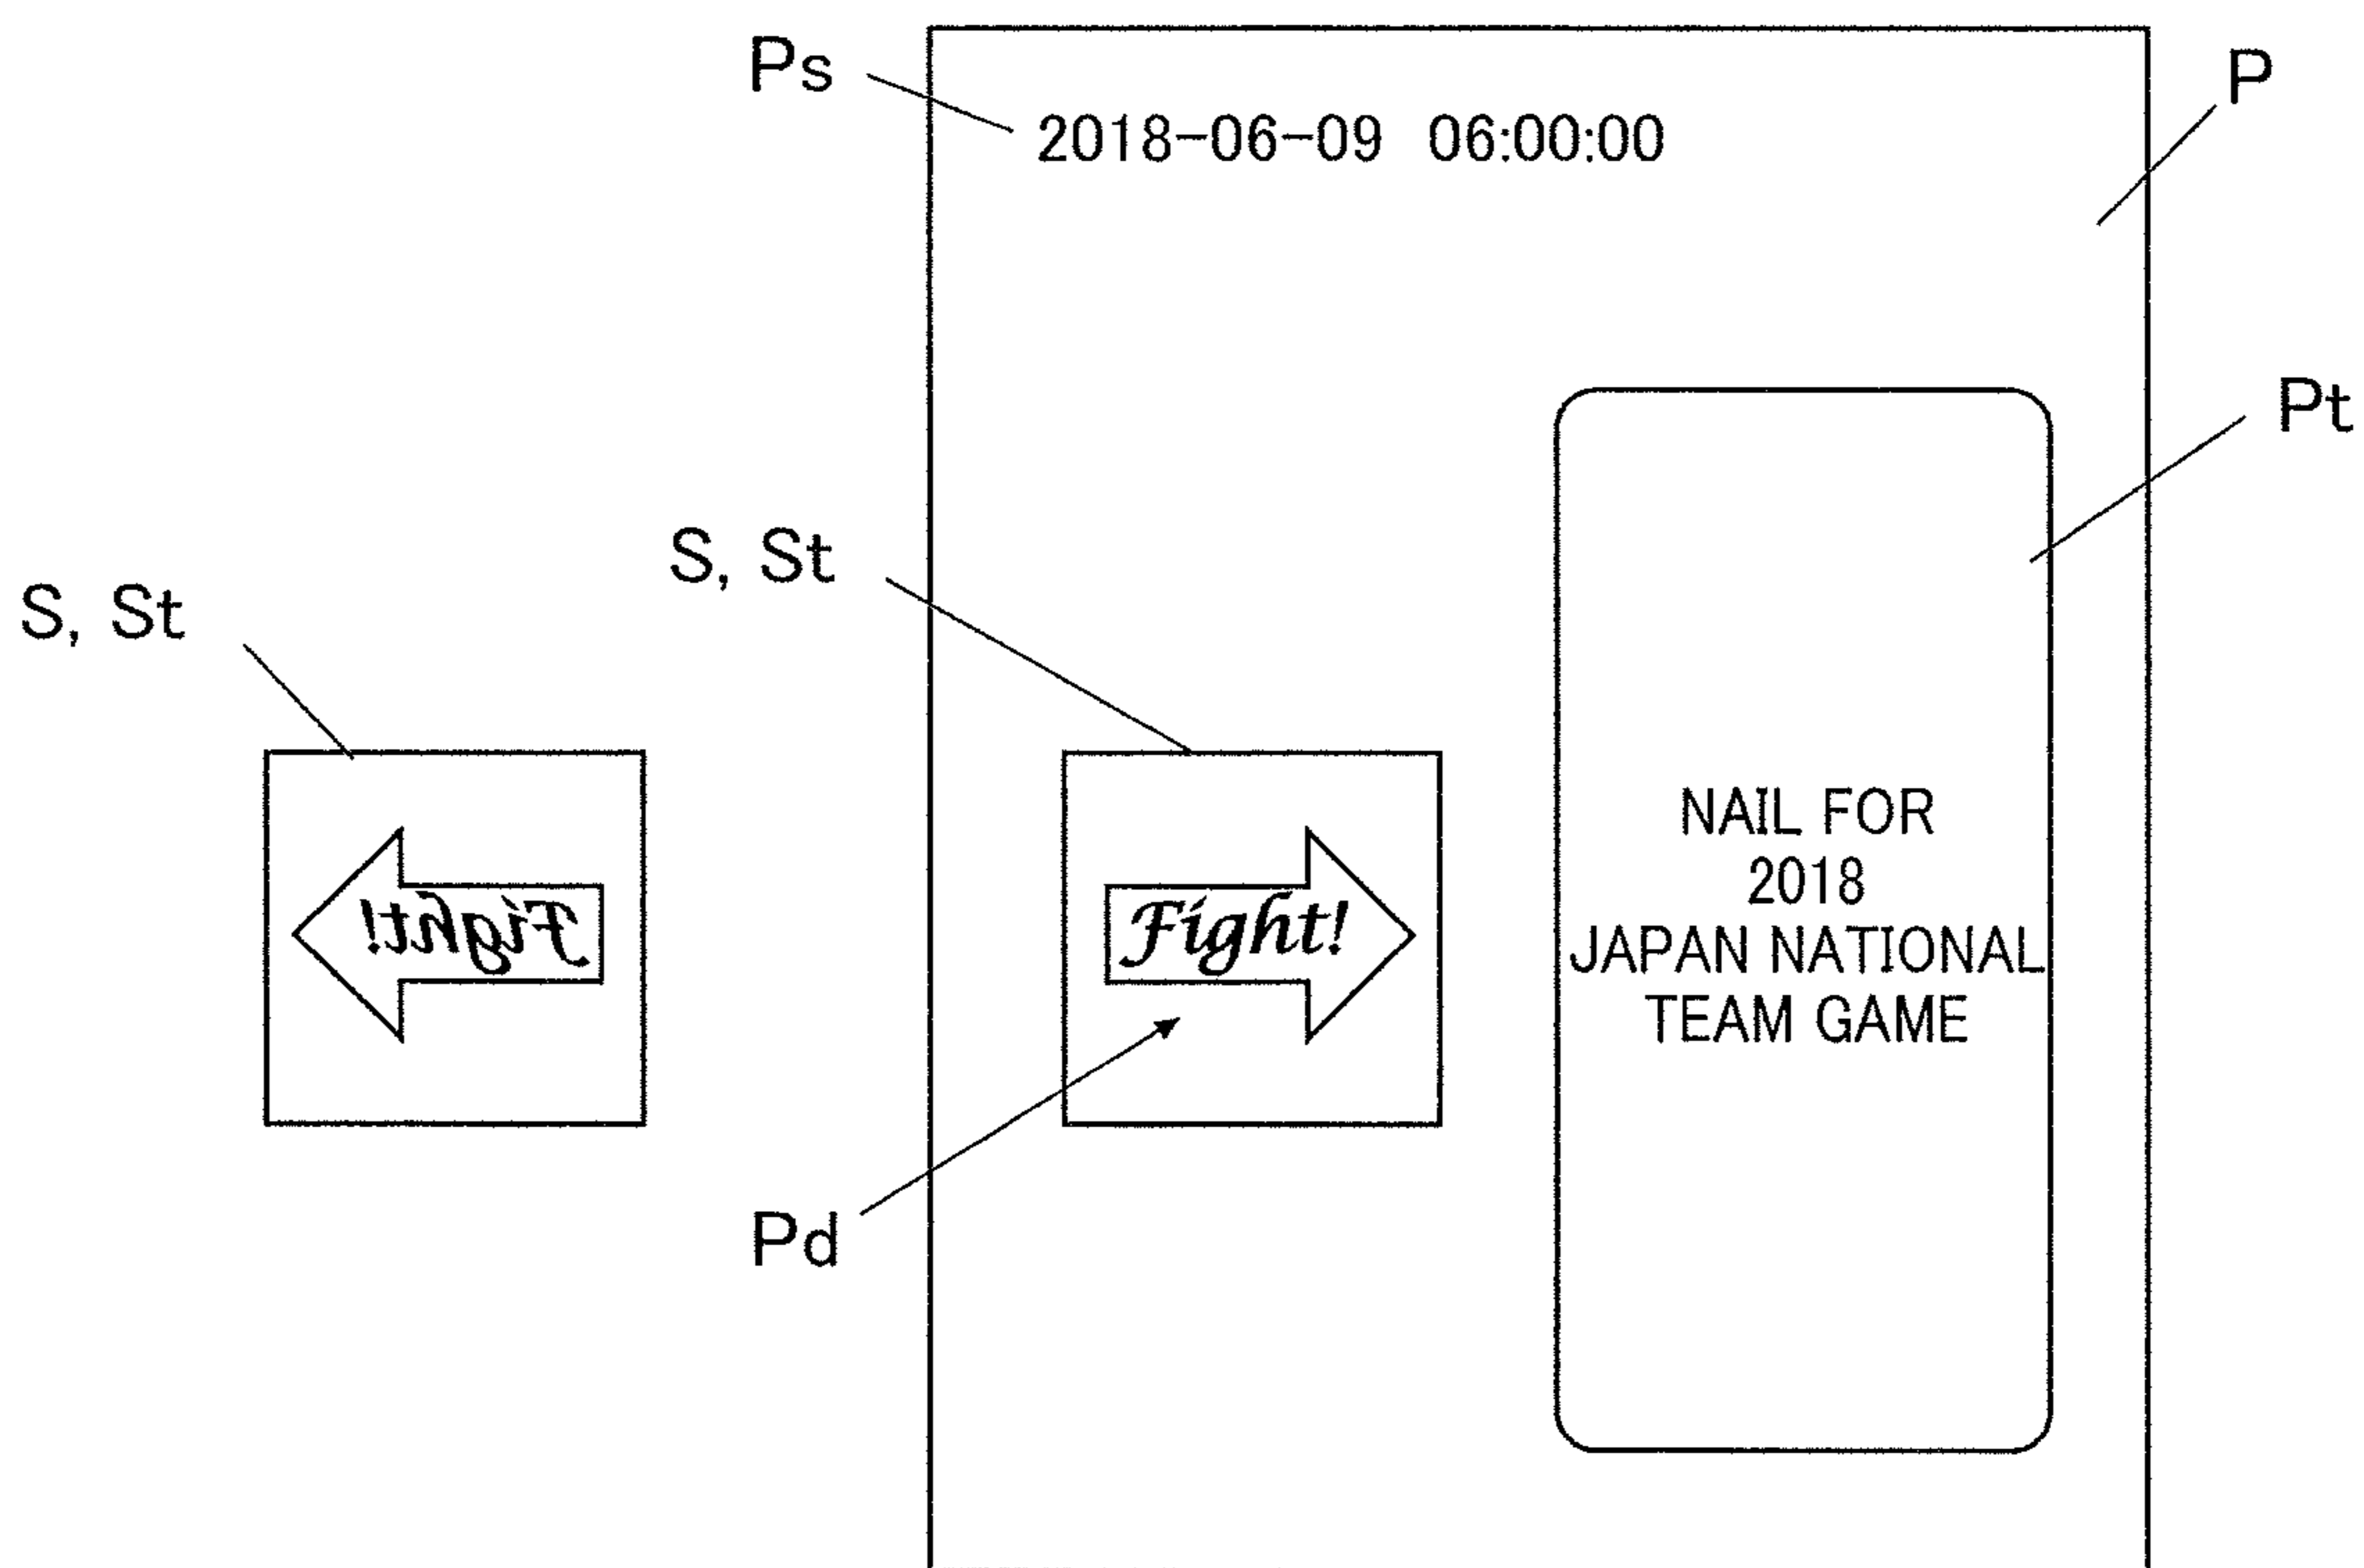 Ps
2018-06-09 06:00:00
P
Pt
S, St
S, St
Fight!
Fight!
NAIL FOR
2018
JAPAN NATIONAL
TEAM GAME
Pd